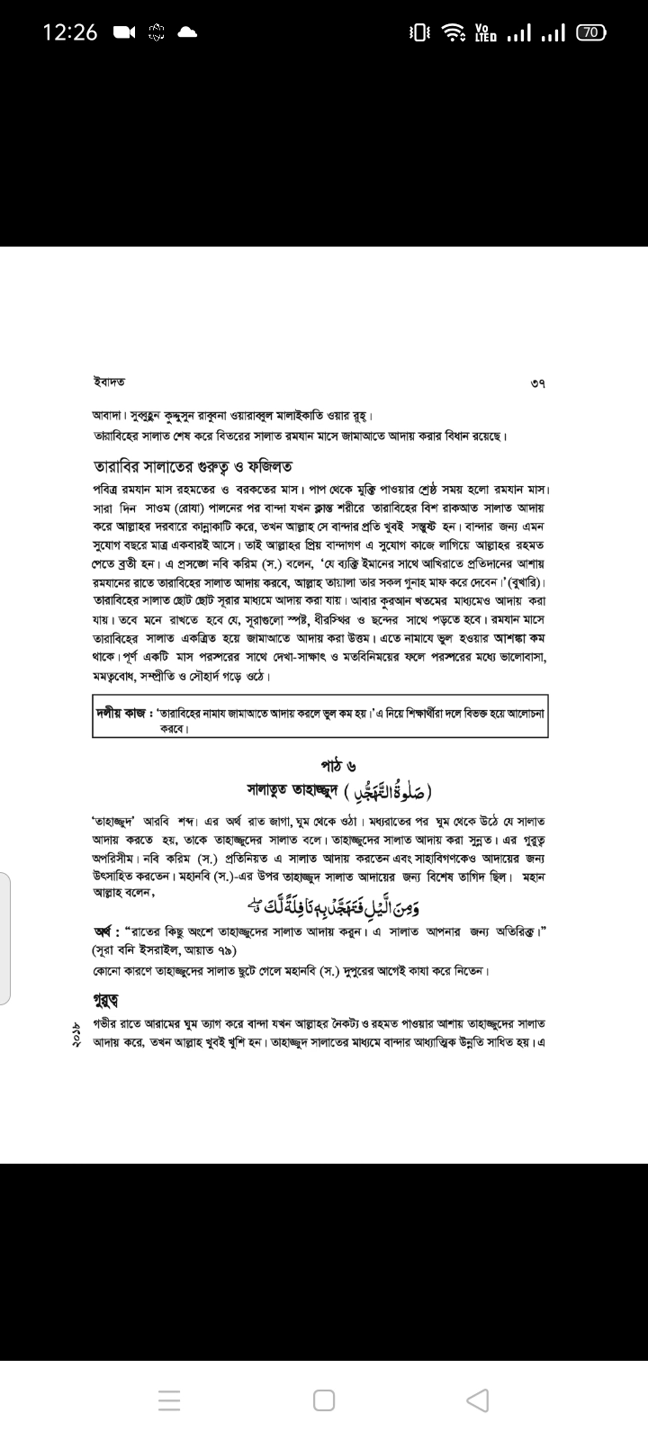 12:26
Vo LTED
70
ইবাদত ৩৭
আবাদা। সুব্বুহুন কুদ্দুসুন রাব্বুনা ওয়ারাব্বুল মালাইকাতি ওয়ার রুহ্।
তারাবিহের সালাত শেষ করে বিতরের সালাত রমযান মাসে জামাআতে আদায় করার বিধান রয়েছে।
তারাবির সালাতের গুরুত্ব ও ফজিলত
পবিত্র রমযান মাস রহমতের ও বরকতের মাস। পাপ থেকে মুক্তি পাওয়ার শ্রেষ্ঠ সময় হলো রমযান মাস।
সারা দিন সাওম (রোযা) পালনের পর বান্দা যখন ক্লান্ত শরীরে তারাবিহের বিশ রাকআত সালাত আদায়
করে আল্লাহর দরবারে কান্নাকাটি করে, তখন আল্লাহ সে বান্দার প্রতি খুবই সন্তুষ্ট হন। বান্দার জন্য এমন
সুযোগ বছরে মাত্র একবারই আসে। তাই আল্লাহর প্রিয় বান্দাগণ এ সুযোগ কাজে লাগিয়ে আল্লাহর রহমত
পেতে ব্রতী হন। এ প্রসঙ্গে নবি করিম (স.) বলেন, ‘যে ব্যক্তি ইমানের সাথে আখিরাতে প্রতিদানের আশায়
রমযানের রাতে তারাবিহের সালাত আদায় করবে, আল্লাহ তায়ালা তার সকল গুনাহ মাফ করে দেবেন।’ (বুখারি)।
তারাবিহের সালাত ছোট ছোট সূরার মাধ্যমে আদায় করা যায়। আবার কুরআন খতমের মাধ্যমেও আদায় করা
যায়। তবে মনে রাখতে হবে যে, সূরাগুলো স্পষ্ট, ধীরস্থির ও ছন্দের সাথে পড়তে হবে। রমযান মাসে
তারাবিহের সালাত একত্রিত হয়ে জামাআতে আদায় করা উত্তম। এতে নামাযে ভুল হওয়ার আশঙ্কা কম
থাকে। পূর্ণ একটি মাস পরস্পরের সাথে দেখা-সাক্ষাৎ ও মতবিনিময়ের ফলে পরস্পরের মধ্যে ভালোবাসা,
মমত্ববোধ, সম্প্রীতি ও সৌহার্দ গড়ে ওঠে।
দলীয় কাজ : ‘তারাবিহের নামায জামাআতে আদায় করলে ভুল কম হয়।’ এ নিয়ে শিক্ষার্থীরা দলে বিভক্ত হয়ে আলোচনা
করবে।
পাঠ ৬
সালাতুত তাহাজ্জুদ (صَلٰوةُ التَّهَجُّدِ)
‘তাহাজ্জুদ’ আরবি শব্দ। এর অর্থ রাত জাগা, ঘুম থেকে ওঠা। মধ্যরাতের পর ঘুম থেকে উঠে যে সালাত
আদায় করতে হয়, তাকে তাহাজ্জুদের সালাত বলে। তাহাজ্জুদের সালাত আদায় করা সুন্নত। এর গুরুত্ব
অপরিসীম। নবি করিম (স.) প্রতিনিয়ত এ সালাত আদায় করতেন এবং সাহাবিগণকেও আদায়ের জন্য
উৎসাহিত করতেন। মহানবি (স.)-এর উপর তাহাজ্জুদ সালাত আদায়ের জন্য বিশেষ তাগিদ ছিল। মহান
আল্লাহ বলেন,
وَمِنَ الَّيْلِ فَتَهَجَّدْ بِهٖ نَافِلَةً لَّكَ ۖ
অর্থ : “রাতের কিছু অংশে তাহাজ্জুদের সালাত আদায় করুন। এ সালাত আপনার জন্য অতিরিক্ত।”
(সূরা বনি ইসরাইল, আয়াত ৭৯)
কোনো কারণে তাহাজ্জুদের সালাত ছুটে গেলে মহানবি (স.) দুপুরের আগেই কাযা করে নিতেন।
গুরুত্ব
গভীর রাতে আরামের ঘুম ত্যাগ করে বান্দা যখন আল্লাহর নৈকট্য ও রহমত পাওয়ার আশায় তাহাজ্জুদের সালাত
আদায় করে, তখন আল্লাহ খুবই খুশি হন। তাহাজ্জুদ সালাতের মাধ্যমে বান্দার আধ্যাত্মিক উন্নতি সাধিত হয়। এ
২০১৮